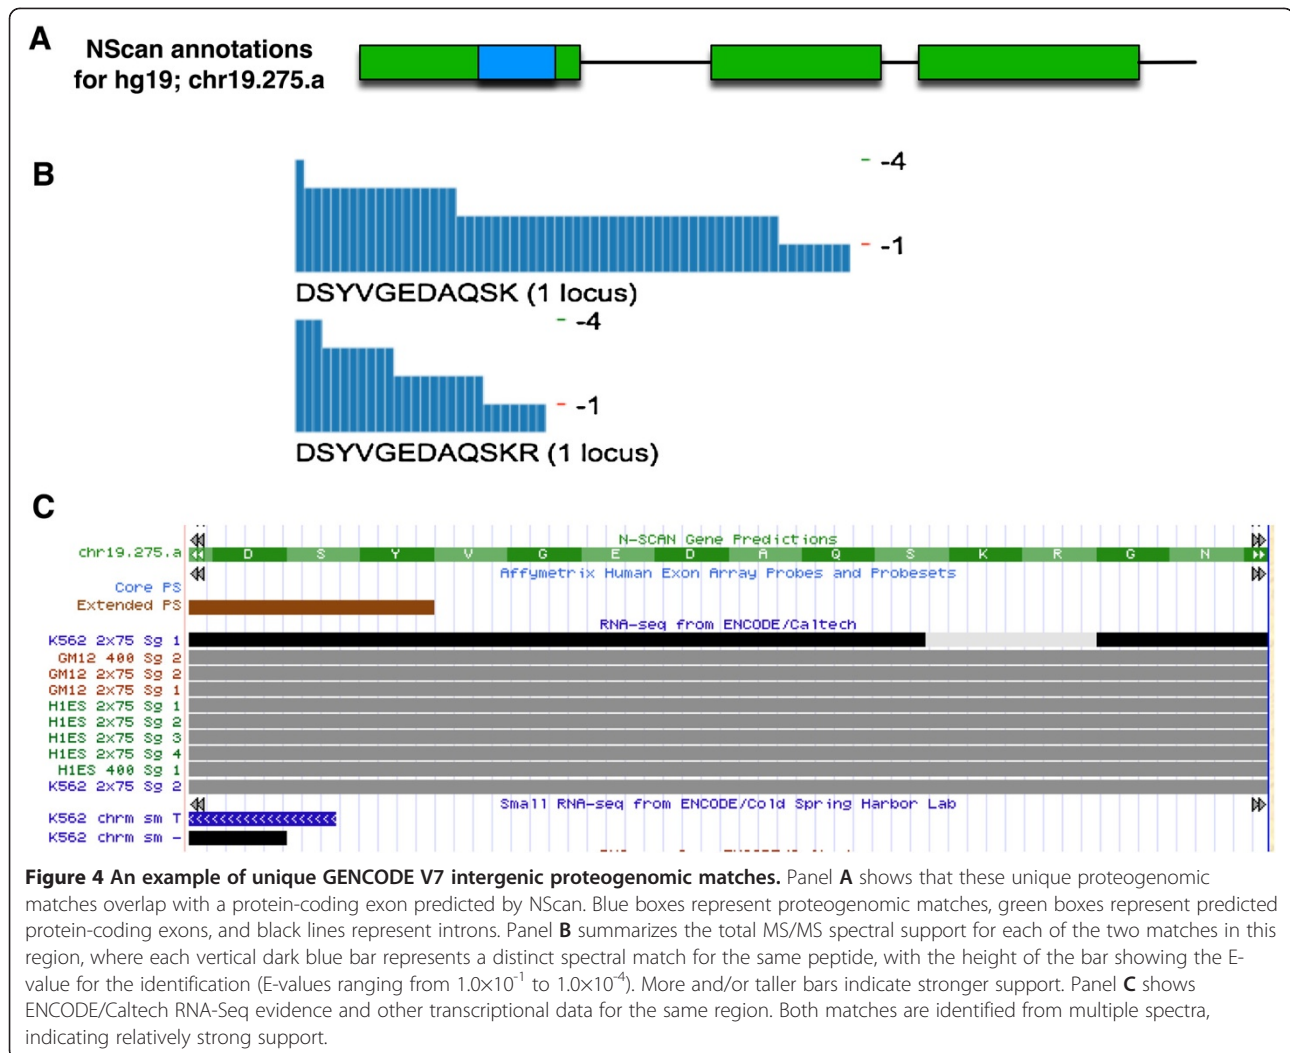 A
NScan annotations
for hg19; chr19.275.a
B
-4
-1
DSYVGEDAQSK (1 locus)
-4
-1
DSYVGEDAQSKR (1 locus)
C
N-SCAN Gene Predictions
chr19.275.a D S Y V G E D A Q S K R G N
Affymetrix Human Exon Array Probes and Probesets
Core PS
Extended PS
RNA-seq from ENCODE/Caltech
K562 2x75 Sg 1
GM12 400 Sg 2
GM12 2x75 Sg 2
GM12 2x75 Sg 1
H1ES 2x75 Sg 1
H1ES 2x75 Sg 2
H1ES 2x75 Sg 3
H1ES 2x75 Sg 4
H1ES 400 Sg 1
K562 2x75 Sg 2
Small RNA-seq from ENCODE/Cold Spring Harbor Lab
K562 chrm sm T
K562 chrm sm -
Figure 4 An example of unique GENCODE V7 intergenic proteogenomic matches. Panel A shows that these unique proteogenomic
matches overlap with a protein-coding exon predicted by NScan. Blue boxes represent proteogenomic matches, green boxes represent predicted
protein-coding exons, and black lines represent introns. Panel B summarizes the total MS/MS spectral support for each of the two matches in this
region, where each vertical dark blue bar represents a distinct spectral match for the same peptide, with the height of the bar showing the E-
value for the identification (E-values ranging from 1.0×10⁻¹ to 1.0×10⁻⁴). More and/or taller bars indicate stronger support. Panel C shows
ENCODE/Caltech RNA-Seq evidence and other transcriptional data for the same region. Both matches are identified from multiple spectra,
indicating relatively strong support.